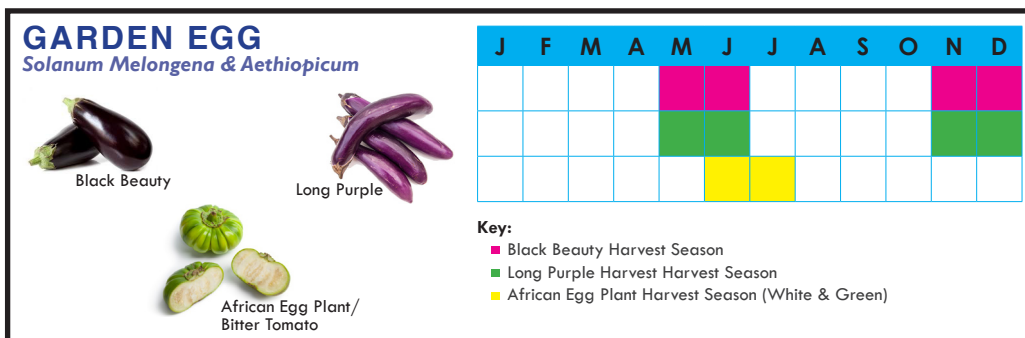 GARDEN EGG
Solanum Melongena & Aethiopicum
Black Beauty
Long Purple
African Egg Plant/
Bitter Tomato
J F M A M J J A S O N D
Key:
Black Beauty Harvest Season
Long Purple Harvest Harvest Season
African Egg Plant Harvest Season (White & Green)